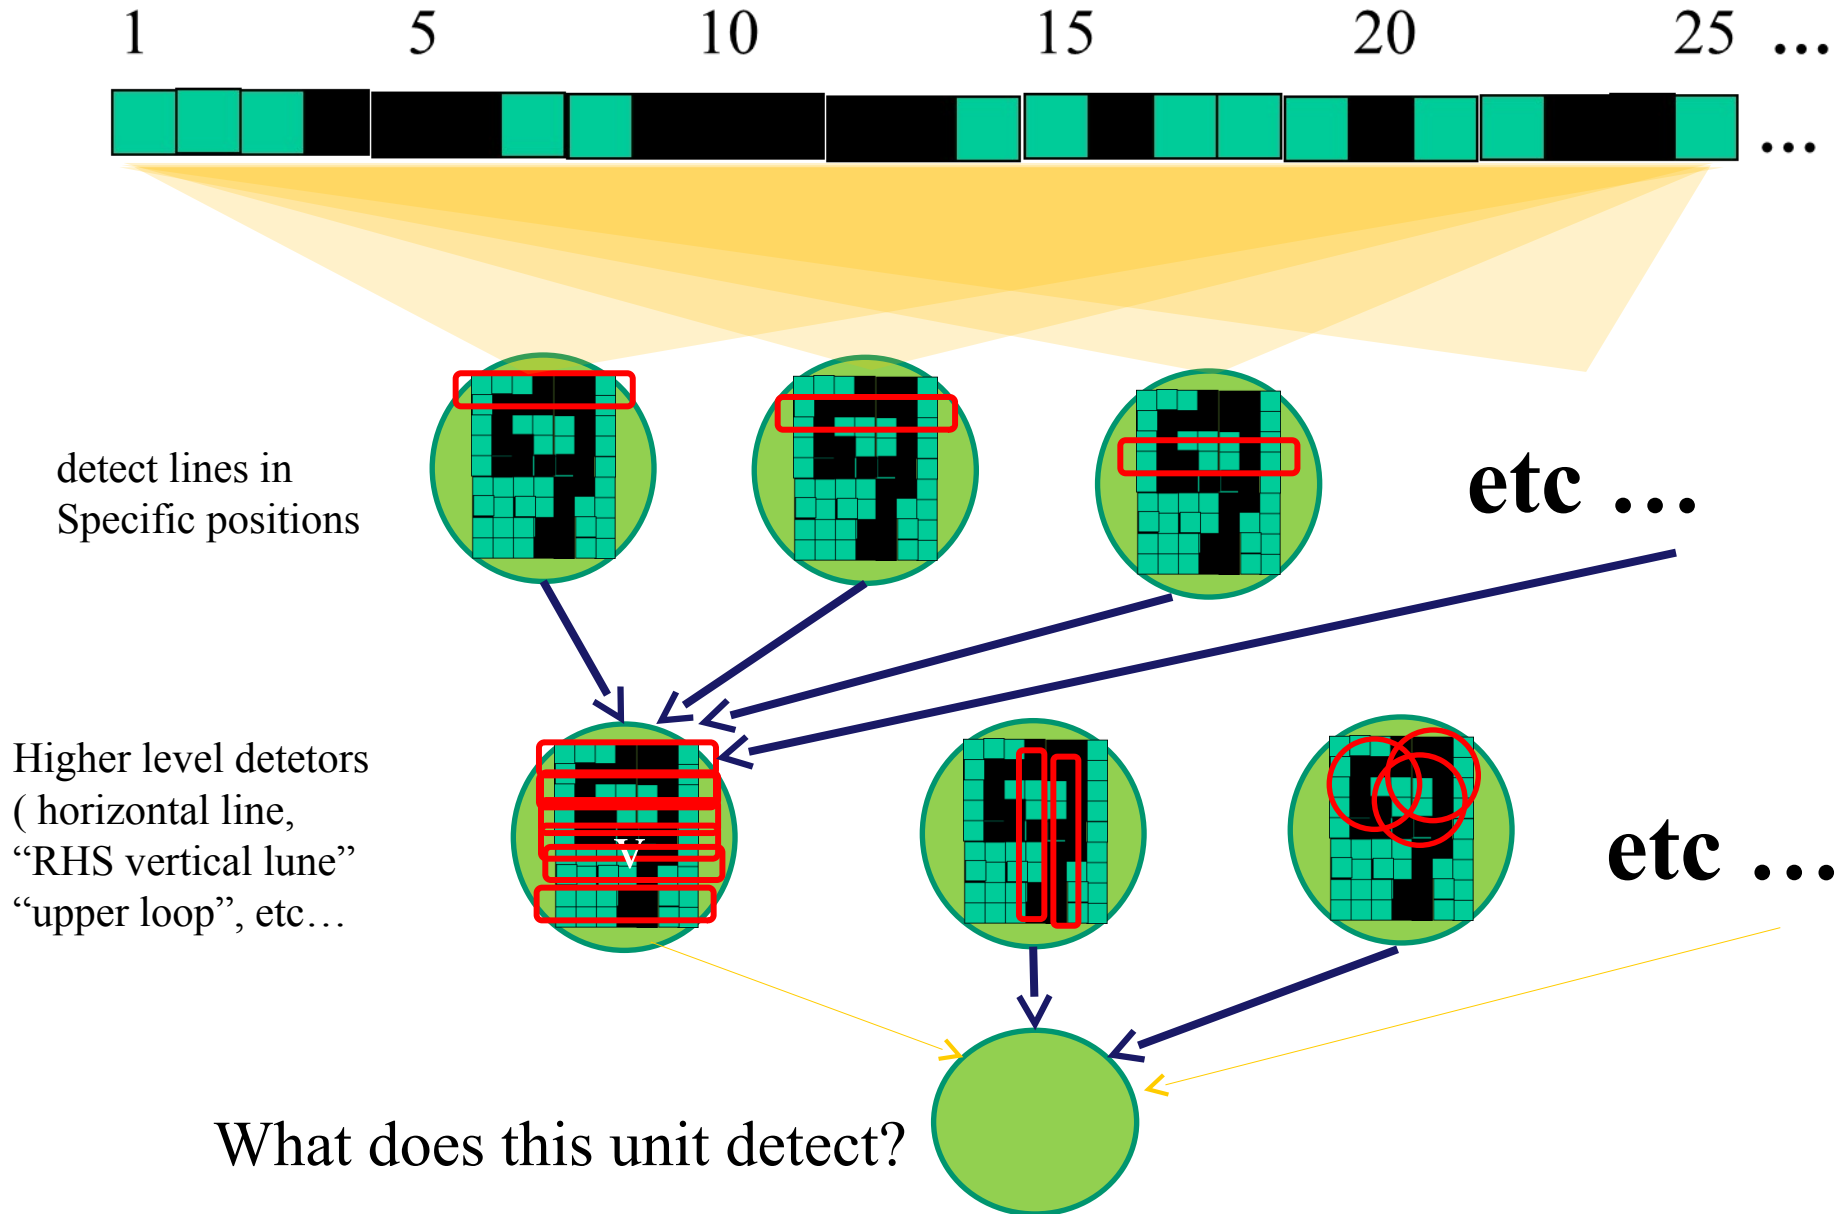 1 5 10 15 20 25 …
…
detect lines in
Specific positions
etc …
Higher level detetors
( horizontal line,
“RHS vertical lune”
“upper loop”, etc…
v
etc …
What does this unit detect?